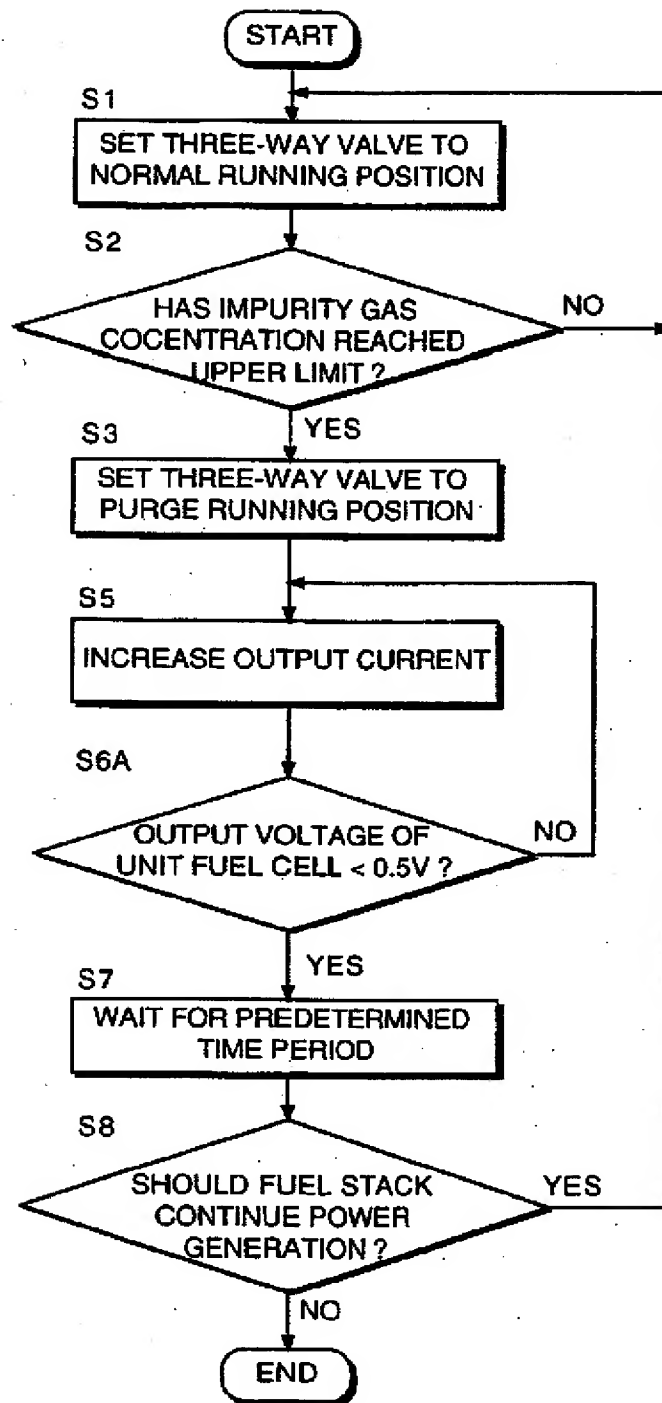 START
S1
SET THREE-WAY VALVE TO
NORMAL RUNNING POSITION
S2
HAS IMPURITY GAS
COCENTRATION REACHED
UPPER LIMIT ?
NO
YES
S3
SET THREE-WAY VALVE TO
PURGE RUNNING POSITION
S5
INCREASE OUTPUT CURRENT
S6A
OUTPUT VOLTAGE OF
UNIT FUEL CELL < 0.5V ?
NO
YES
S7
WAIT FOR PREDETERMINED
TIME PERIOD
S8
SHOULD FUEL STACK
CONTINUE POWER
GENERATION ?
YES
NO
END